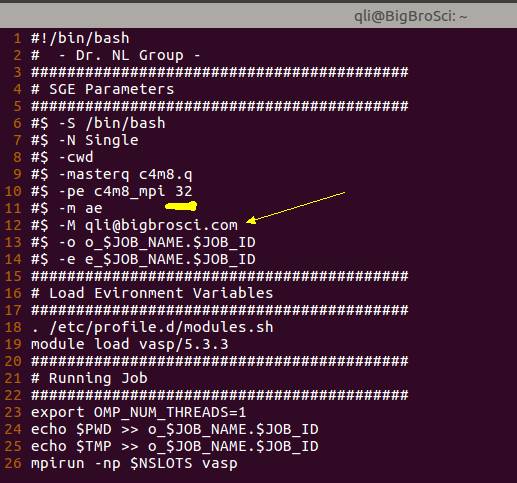 qli@BigBroSci: ~
1 #!/bin/bash
2 #  - Dr. NL Group -
3 ##########################################
4 # SGE Parameters
5 ##########################################
6 #$ -S /bin/bash
7 #$ -N Single
8 #$ -cwd
9 #$ -masterq c4m8.q
10 #$ -pe c4m8_mpi 32
11 #$ -m ae
12 #$ -M qli@bigbrosci.com
13 #$ -o o_$JOB_NAME.$JOB_ID
14 #$ -e e_$JOB_NAME.$JOB_ID
15 ##########################################
16 # Load Evironment Variables
17 ##########################################
18 . /etc/profile.d/modules.sh
19 module load vasp/5.3.3
20 ##########################################
21 # Running Job
22 ##########################################
23 export OMP_NUM_THREADS=1
24 echo $PWD >> o_$JOB_NAME.$JOB_ID
25 echo $TMP >> o_$JOB_NAME.$JOB_ID
26 mpirun -np $NSLOTS vasp